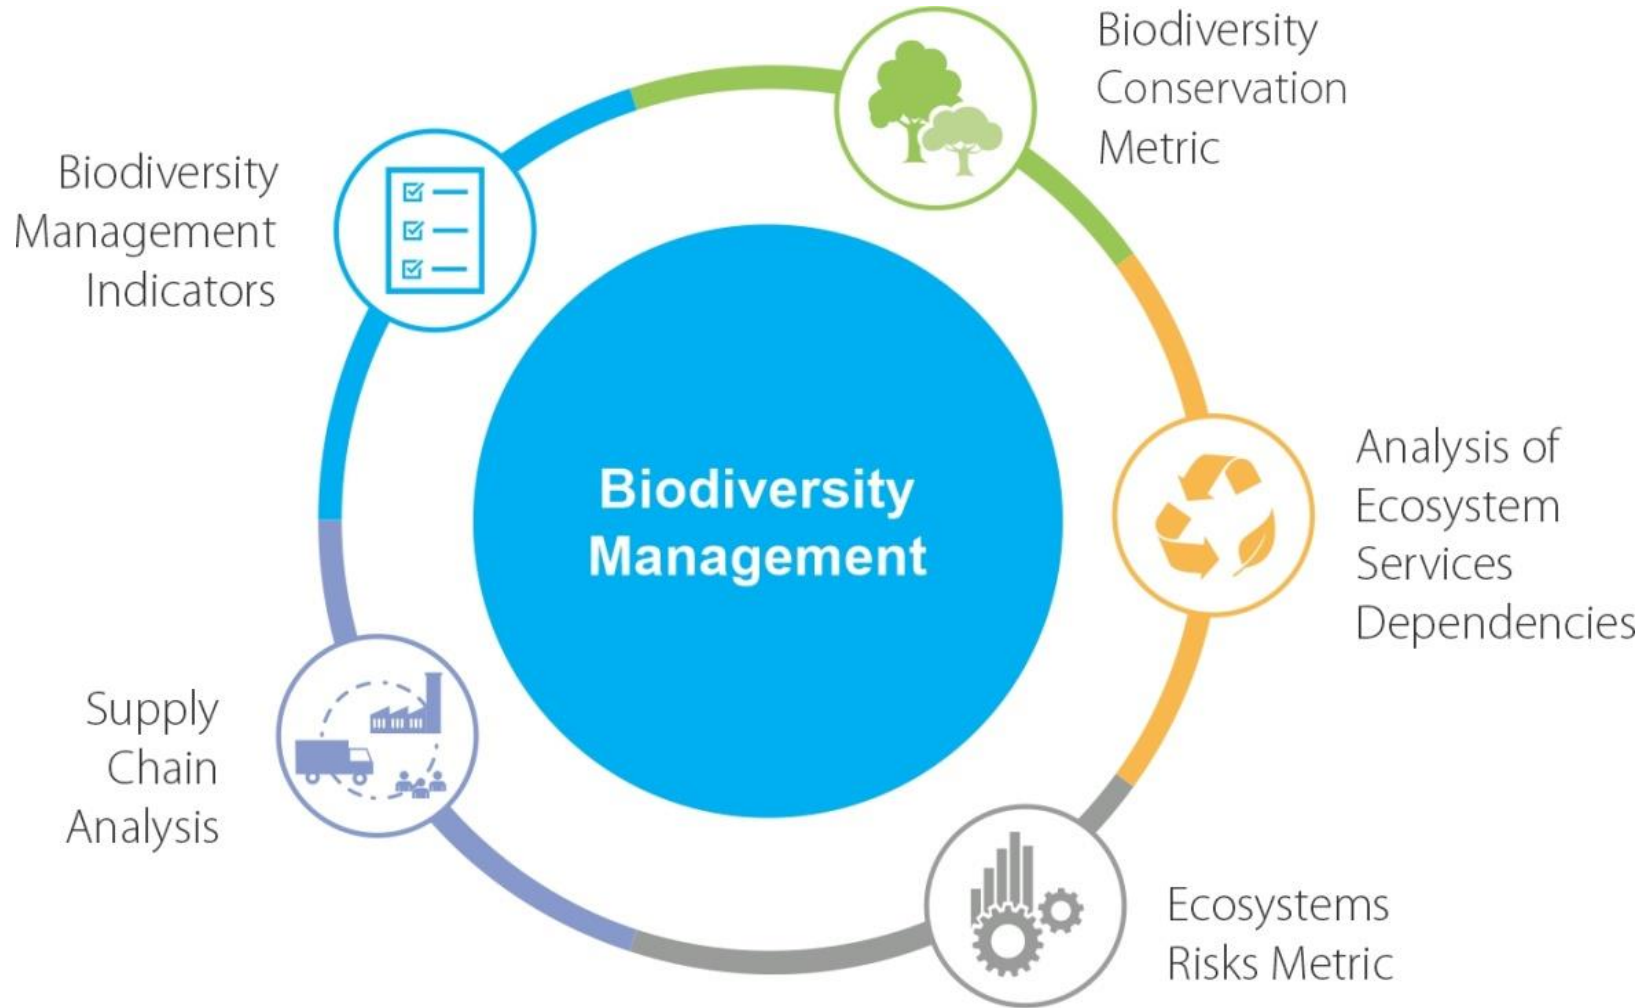 Biodiversity
Conservation
Metric
Biodiversity
Management
Indicators
Biodiversity
Management
Analysis of
Ecosystem
Services
Dependencies
Supply
Chain
Analysis
Ecosystems
Risks Metric